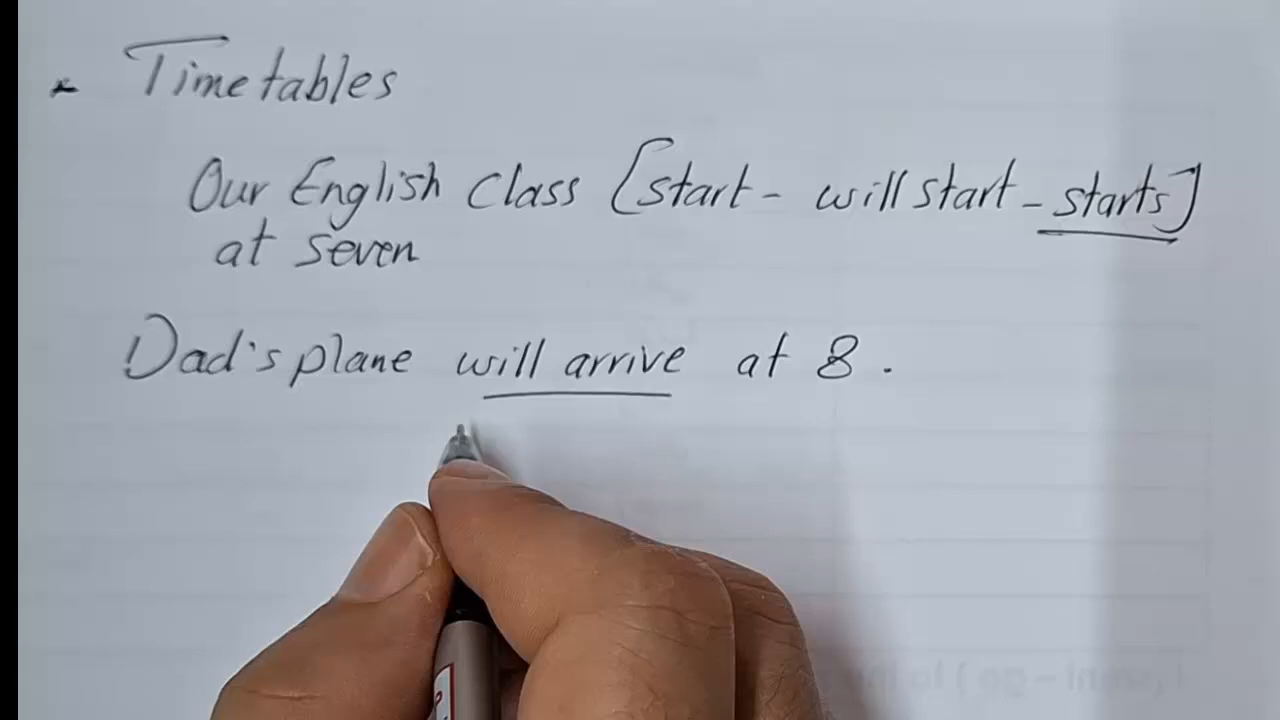 - Timetables
Our English Class [start - will start - starts]
at seven
Dad's plane will arrive at 8.